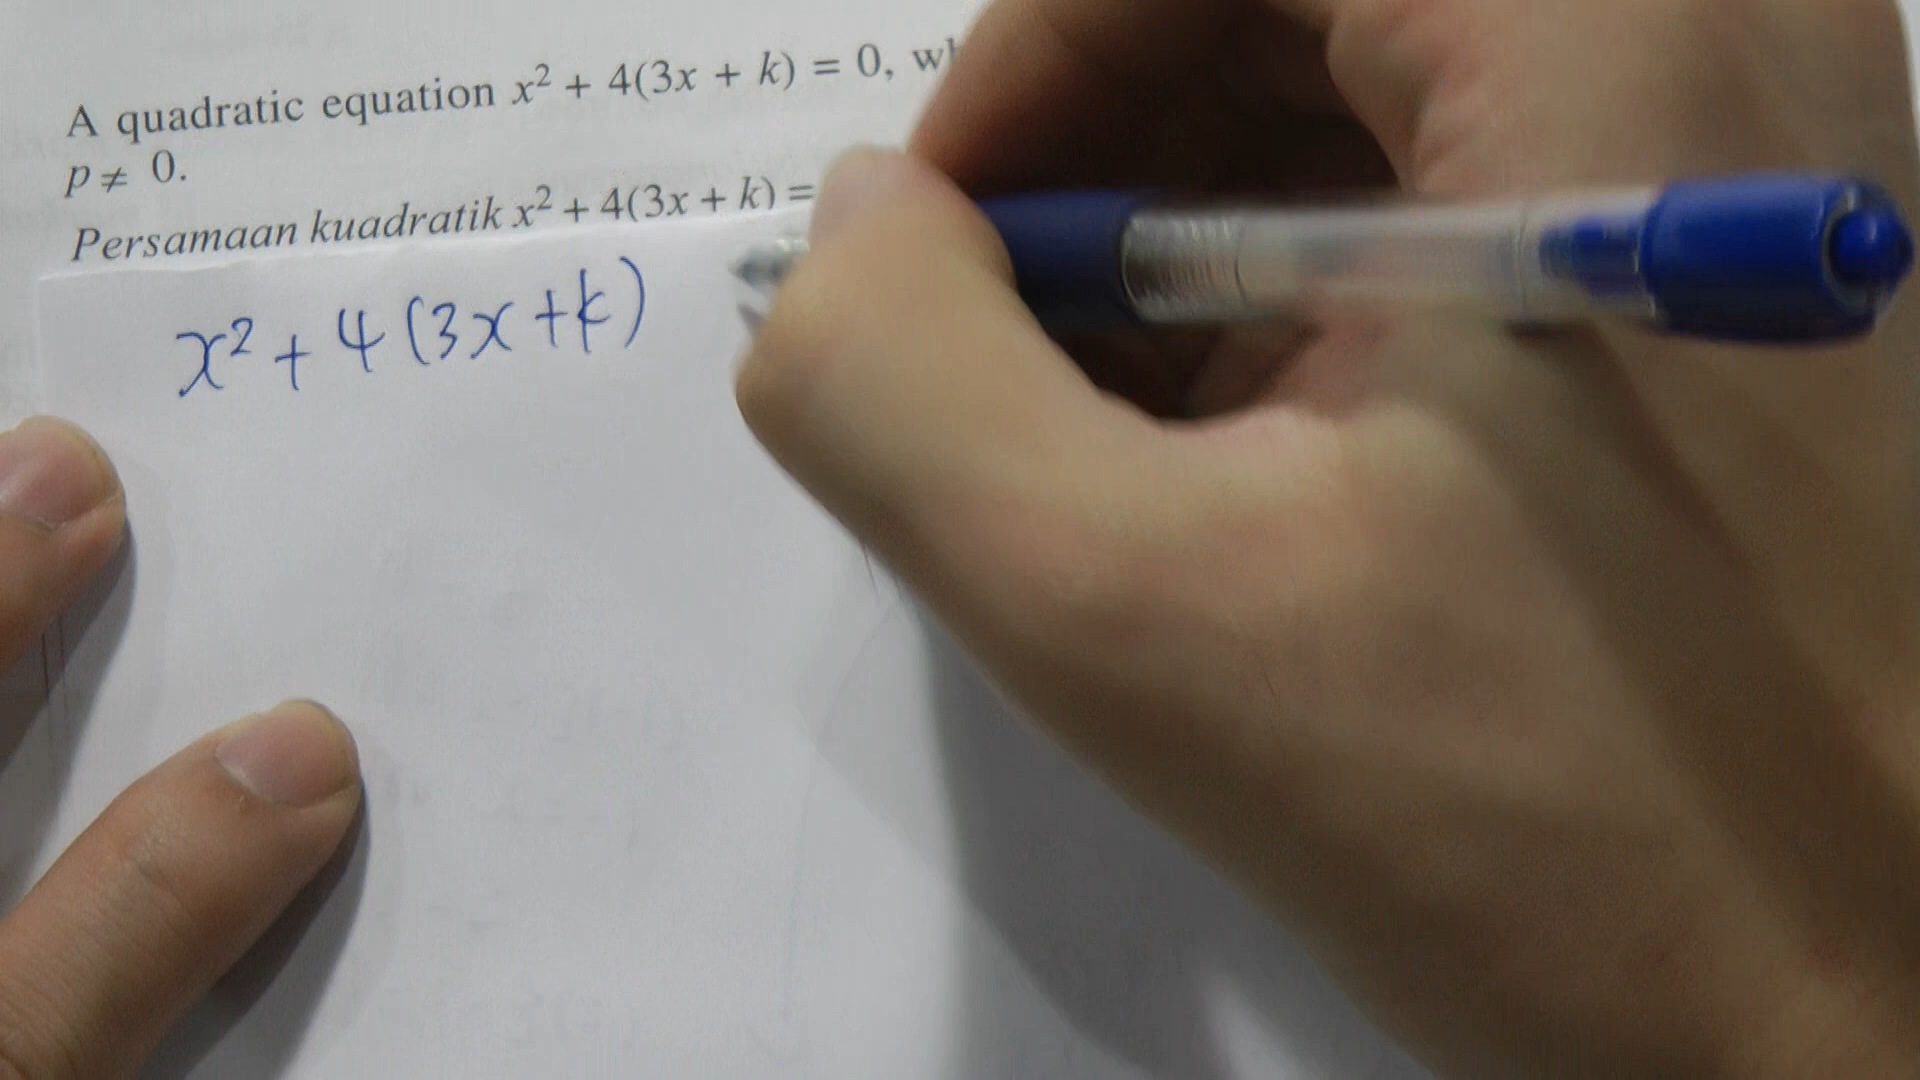 A quadratic equation x² + 4(3x + k) = 0,
p ≠ 0.
Persamaan kuadratik x² + 4(3x + k) =
x² + 4(3x + k)